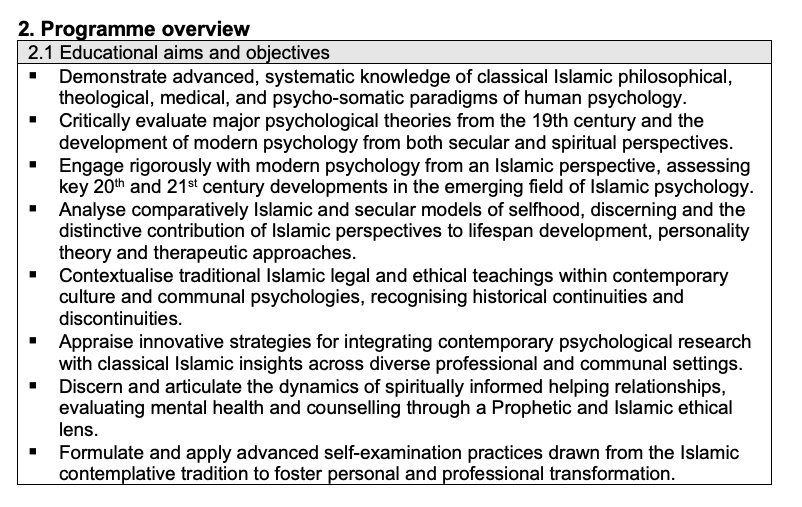 2. Programme overview
2.1 Educational aims and objectives
▪ Demonstrate advanced, systematic knowledge of classical Islamic philosophical,
theological, medical, and psycho-somatic paradigms of human psychology.
▪ Critically evaluate major psychological theories from the 19th century and the
development of modern psychology from both secular and spiritual perspectives.
▪ Engage rigorously with modern psychology from an Islamic perspective, assessing
key 20th and 21st century developments in the emerging field of Islamic psychology.
▪ Analyse comparatively Islamic and secular models of selfhood, discerning and the
distinctive contribution of Islamic perspectives to lifespan development, personality
theory and therapeutic approaches.
▪ Contextualise traditional Islamic legal and ethical teachings within contemporary
culture and communal psychologies, recognising historical continuities and
discontinuities.
▪ Appraise innovative strategies for integrating contemporary psychological research
with classical Islamic insights across diverse professional and communal settings.
▪ Discern and articulate the dynamics of spiritually informed helping relationships,
evaluating mental health and counselling through a Prophetic and Islamic ethical
lens.
▪ Formulate and apply advanced self-examination practices drawn from the Islamic
contemplative tradition to foster personal and professional transformation.